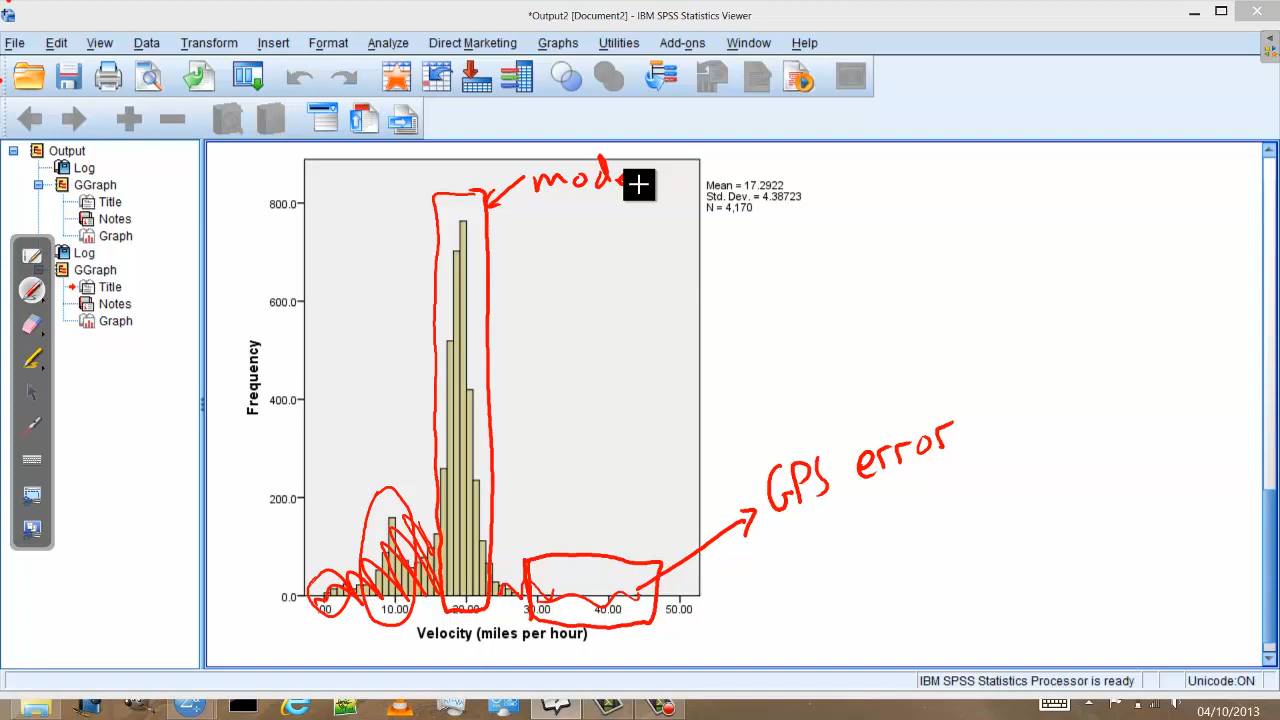 *Output2 [Document2] - IBM SPSS Statistics Viewer
File Edit View Data Transform Insert Format Analyze Direct Marketing Graphs Utilities Add-ons Window Help
Output
Log
GGraph
Title
Notes
Graph
Log
GGraph
Title
Notes
Graph
mode
Mean = 17.2922
Std. Dev. = 4.38723
N = 4,170
800.0
600.0
400.0
200.0
0.0
Frequency
GPS error
.00 10.00 20.00 30.00 40.00 50.00
Velocity (miles per hour)
IBM SPSS Statistics Processor is ready
Unicode:ON
04/10/2013